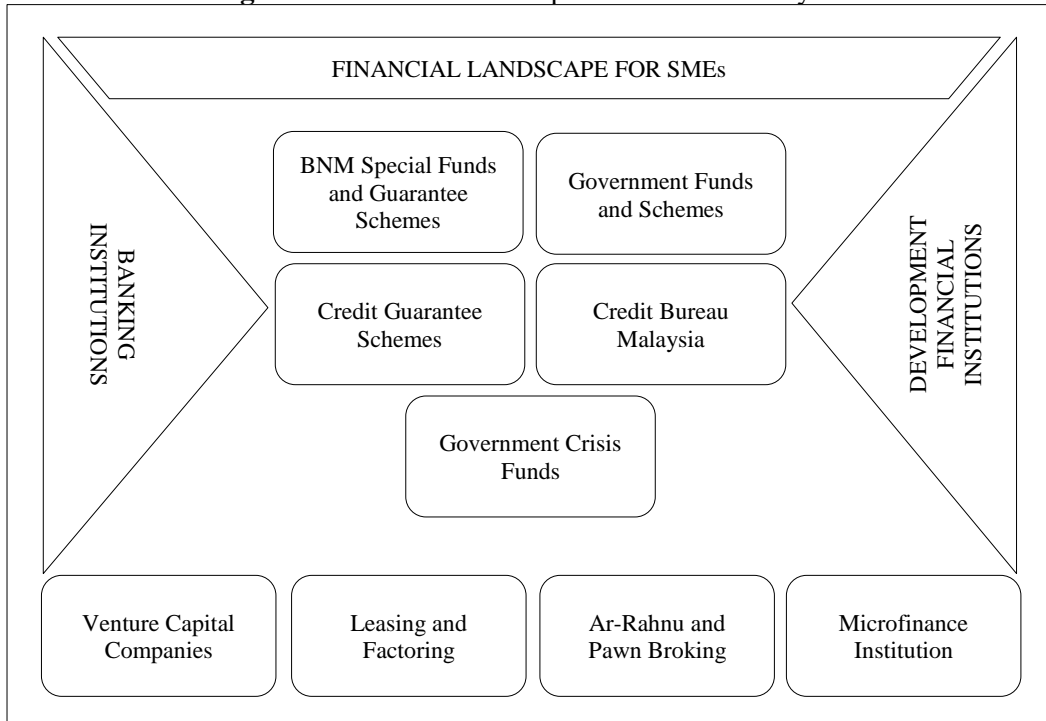 FINANCIAL LANDSCAPE FOR SMEs
BNM Special Funds
and Guarantee
Schemes
Government Funds
and Schemes
BANKING
INSTITUTIONS
DEVELOPMENT
FINANCIAL
INSTITUTIONS
Credit Guarantee
Schemes
Credit Bureau
Malaysia
Government Crisis
Funds
Venture Capital
Companies
Leasing and
Factoring
Ar-Rahnu and
Pawn Broking
Microfinance
Institution